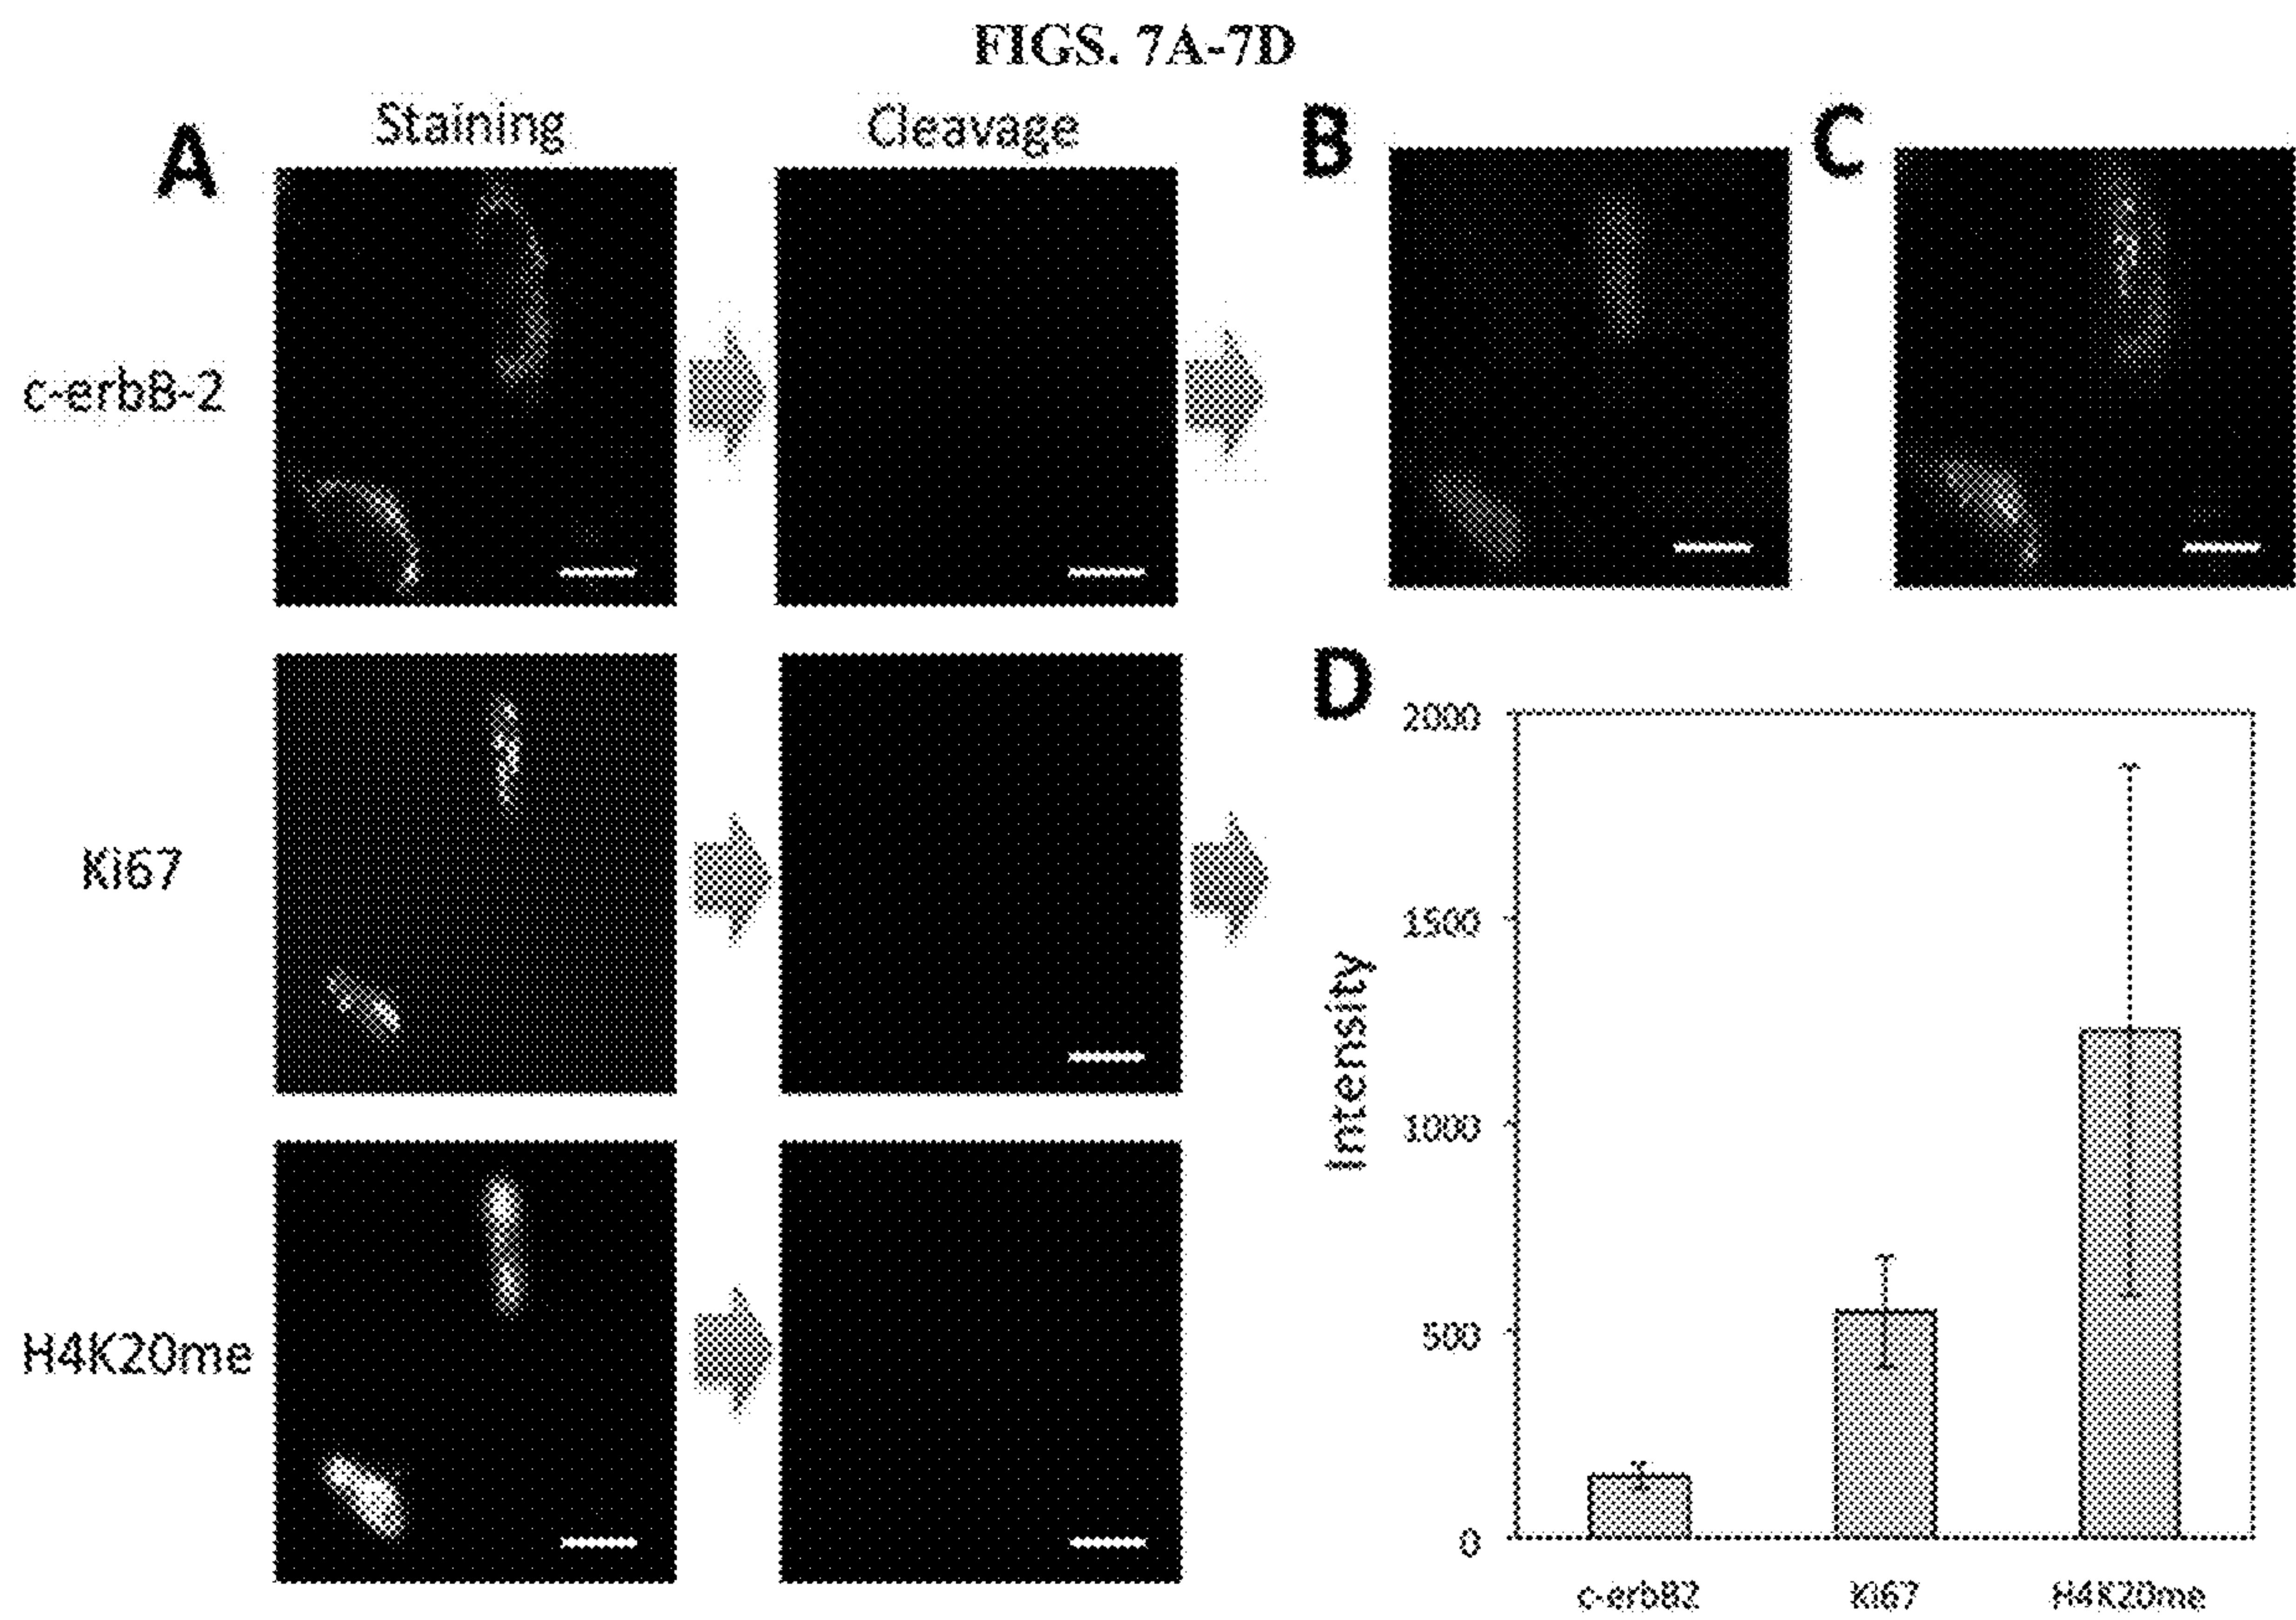 FIGS. 7A-7D
A
Staining
Cleavage
B
C
c-erbB-2
Ki67
H4K20me
D
Intensity
2000
1500
1000
500
0
c-erbB2
Ki67
H4K20me